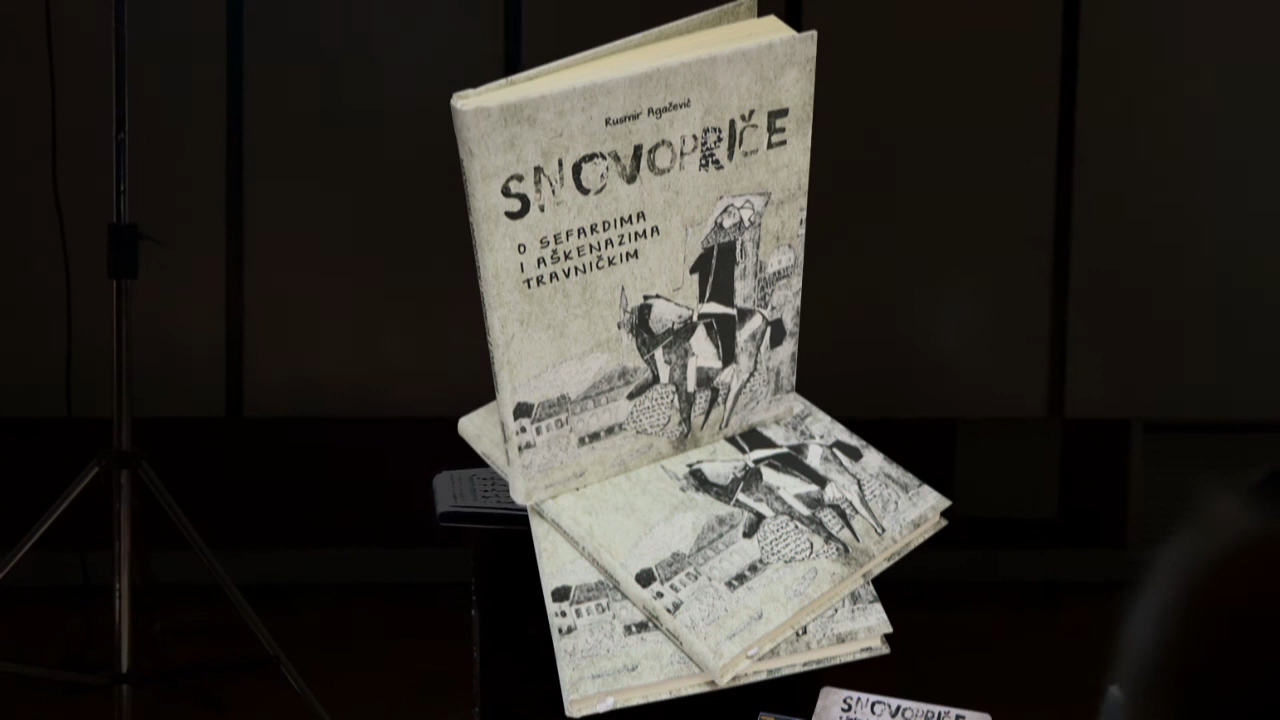 Rusmir Agačević
SNOVOPRIČE
O SEFARDIMA
I AŠKENAZIMA
TRAVNIČKIM
SNOVOPRIČE